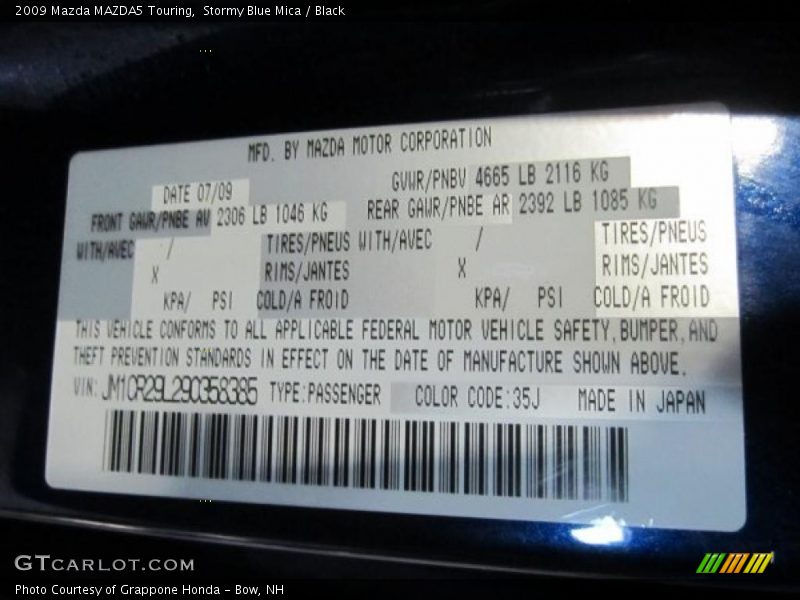 2009 Mazda MAZDA5 Touring, Stormy Blue Mica / Black
MFD. BY MAZDA MOTOR CORPORATION
DATE 07/09 GVWR/PNBV 4665 LB 2116 KG
FRONT GAWR/PNBE AV 2306 LB 1046 KG REAR GAWR/PNBE AR 2392 LB 1085 KG
WITH/AVEC / TIRES/PNEUS WITH/AVEC / TIRES/PNEUS
X RIMS/JANTES X RIMS/JANTES
KPA/ PSI COLD/A FROID KPA/ PSI COLD/A FROID
THIS VEHICLE CONFORMS TO ALL APPLICABLE FEDERAL MOTOR VEHICLE SAFETY, BUMPER, AND
THEFT PREVENTION STANDARDS IN EFFECT ON THE DATE OF MANUFACTURE SHOWN ABOVE.
VIN: JM1CR29L290358385 TYPE:PASSENGER COLOR CODE:35J MADE IN JAPAN
GTCARLOT.COM
Photo Courtesy of Grappone Honda - Bow, NH